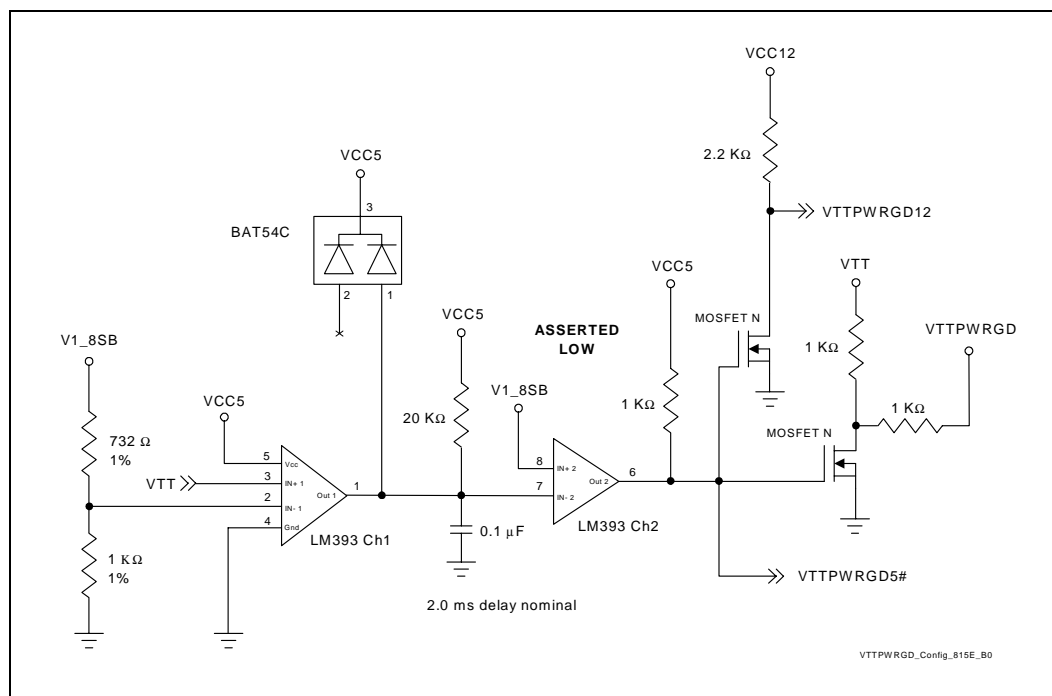 VCC12
2.2 KΩ
VTTPWRGD12
VCC5
3
BAT54C
2
1
VCC5
VTT
MOSFET N
VTTPWRGD
1 KΩ
1 KΩ
VCC5
ASSERTED
LOW
V1_8SB
1 KΩ
20 KΩ
V1_8SB
VCC5
732 Ω
1%
MOSFET N
5
Vcc
VTT
3
IN+ 1
2
IN- 1
4
Gnd
Out 1
1
LM393 Ch1
8
IN+ 2
7
IN- 2
Out 2
6
LM393 Ch2
0.1 μF
1 KΩ
1%
VTTPWRGD5#
2.0 ms delay nominal
VTTPWRGD_Config_815E_B0